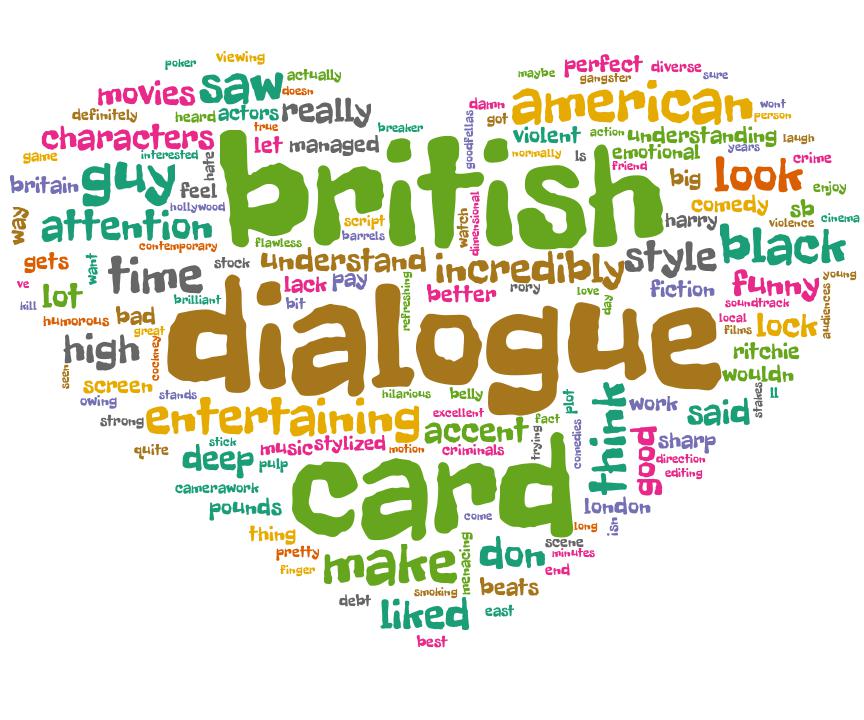 poker
viewing
movies
saw
actually
doesn
definitely
heard
actors
really
characters
true
let
managed
breaker
game
interested
hate
britain
guy
feel
hollywood
way
attention
contemporary
british
script
barrels
flawless
maybe
perfect
diverse
sure
gangster
damn
got
american
wont
person
goodfellas
violent
action
understanding
laugh
normally
is
emotional
years
friend
crime
big
look
enjoy
watch
dimensional
harry
comedy
sb
cinema
violence
black
gets
want
time
stock
understand
incredibly
style
young
ve
kill
lot
brilliant
lack
pay
bit
refreshing
better
rory
love
day
fiction
funny
soundtrack
audiences
humorous
bad
great
dialogue
local
films
lock
high
cockney
ritchie
seen
screen
wouldn
owing
stands
hilarious
belly
plot
think
work
said
stakes
ll
strong
entertaining
excellent
accent
trying
fact
comedies
good
sharp
quite
stick
music
stylized
motion
criminals
direction
editing
deep
pulp
camerawork
card
pounds
come
long
isn
london
thing
scene
pretty
minutes
make
menacing
don
finger
end
smoking
beats
debt
liked
east
best